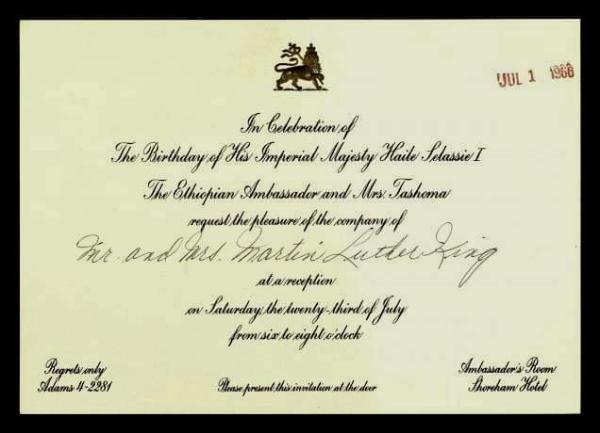 JUL 1 1966
In Celebration of
The Birthday of His Imperial Majesty Haile Selassie I
The Ethiopian Ambassador and Mrs. Tashoma
request the pleasure of the company of
Mr. and Mrs. Martin Luther King
at a reception
on Saturday, the twenty-third of July
from six to eight o'clock
Regrets only
Adams 4-2281
Please present this invitation at the door
Ambassador's Room
Shoreham Hotel